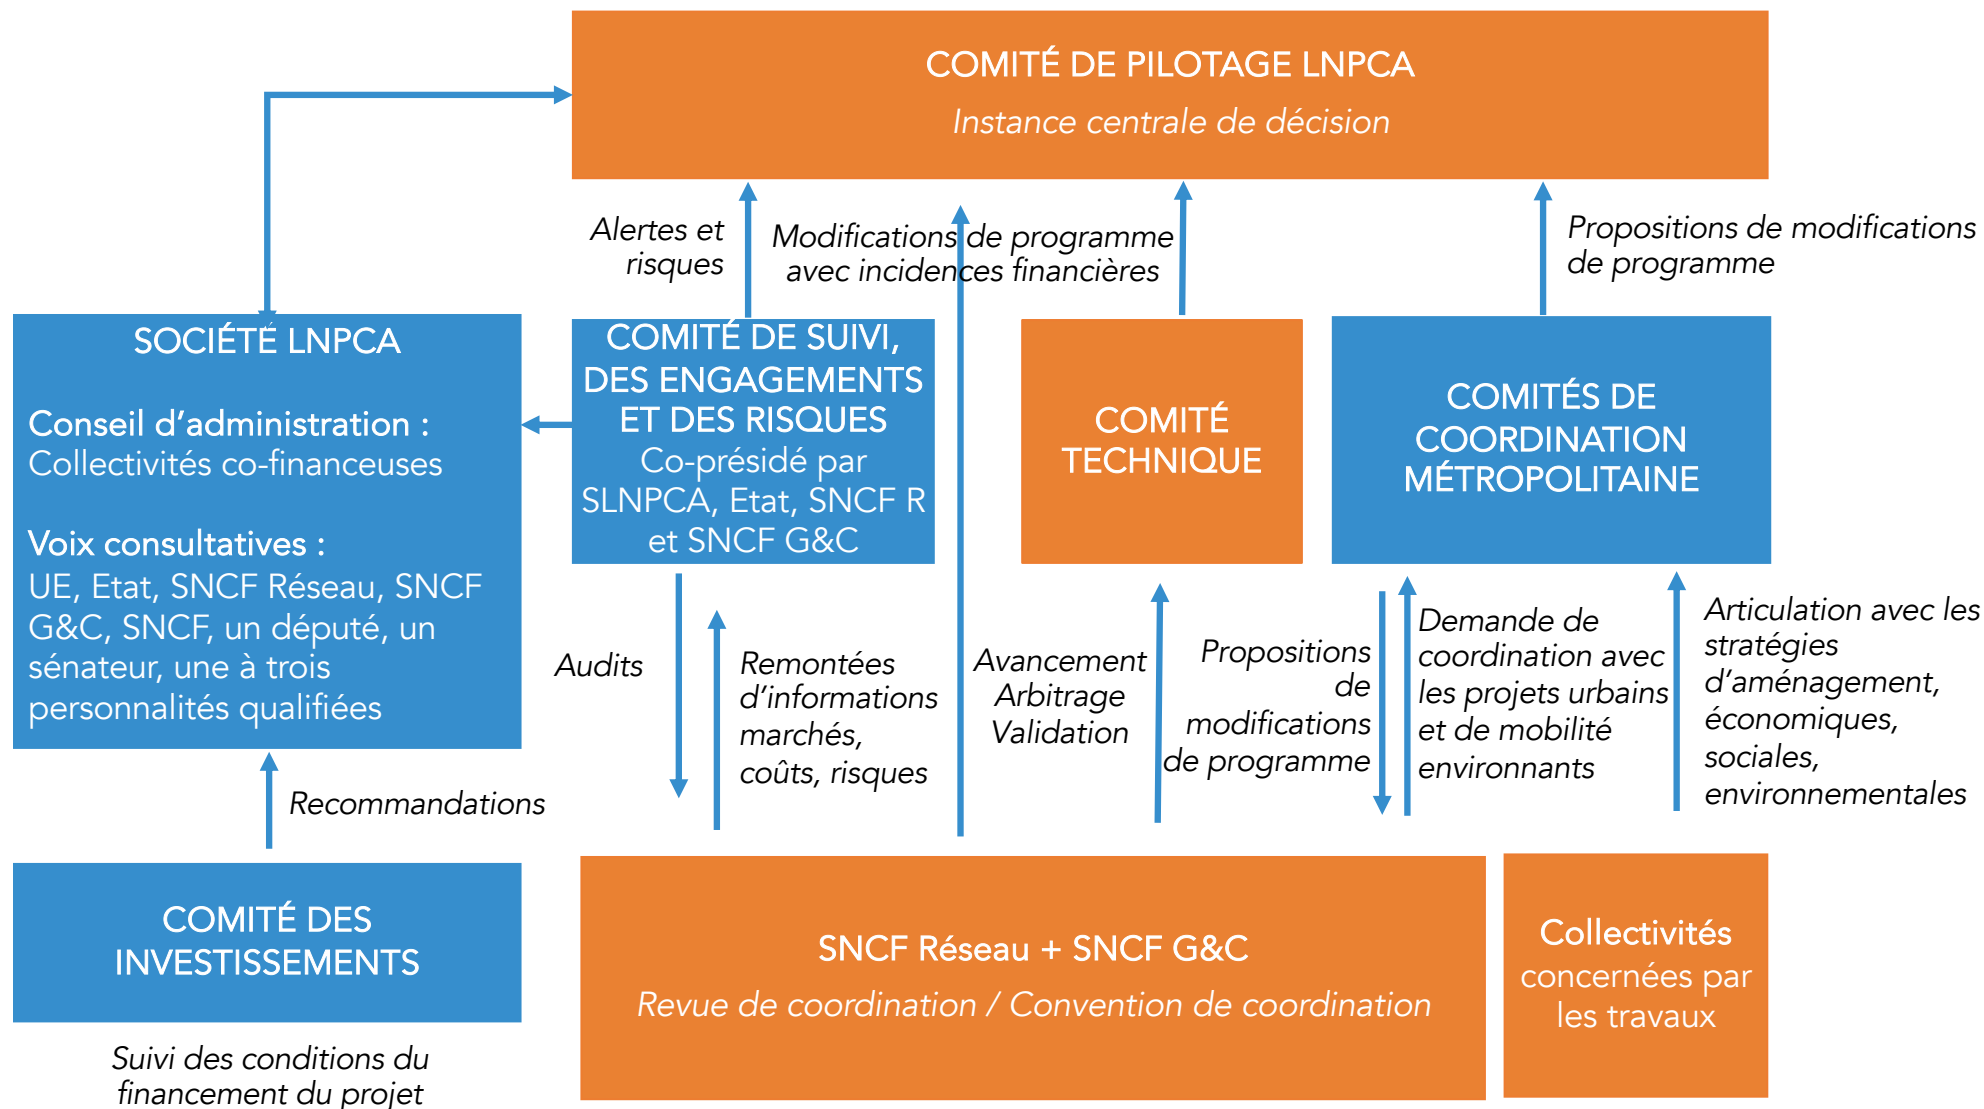 COMITÉ DE PILOTAGE LNPCA
Instance centrale de décision
Alertes et
risques
Modifications de programme
avec incidences financières
Propositions de modifications
de programme
SOCIÉTÉ LNPCA
Conseil d’administration :
Collectivités co-financeuses
Voix consultatives :
UE, Etat, SNCF Réseau, SNCF
G&C, SNCF, un député, un
sénateur, une à trois
personnalités qualifiées
COMITÉ DE SUIVI,
DES ENGAGEMENTS
ET DES RISQUES
Co-présidé par
SLNPCA, Etat, SNCF R
et SNCF G&C
COMITÉ
TECHNIQUE
COMITÉS DE
COORDINATION
MÉTROPOLITAINE
Audits
Remontées
d’informations
marchés,
coûts, risques
Avancement
Arbitrage
Validation
Propositions
de
modifications
de programme
Demande de
coordination avec
les projets urbains
et de mobilité
environnants
Articulation avec les
stratégies
d’aménagement,
économiques,
sociales,
environnementales
Recommandations
COMITÉ DES
INVESTISSEMENTS
Suivi des conditions du
financement du projet
SNCF Réseau + SNCF G&C
Revue de coordination / Convention de coordination
Collectivités
concernées par
les travaux